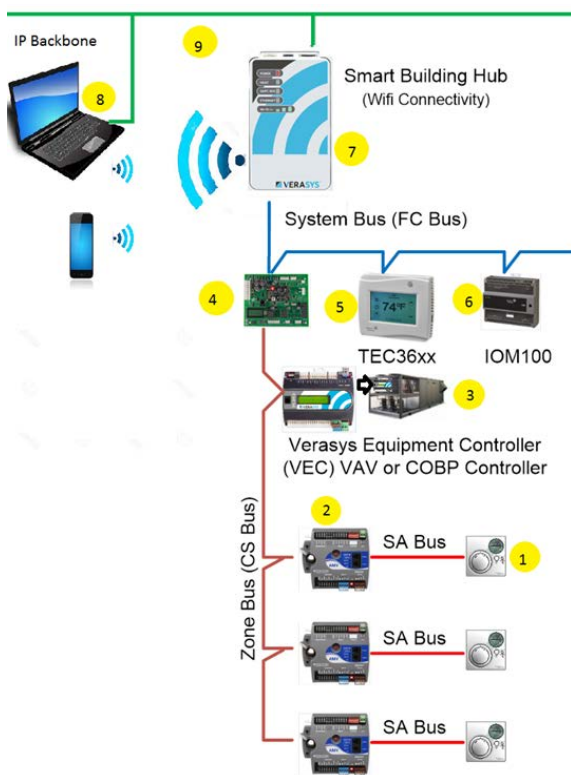 IP Backbone
9
8
Smart Building Hub
(Wifi Connectivity)
7
VERASYS
System Bus (FC Bus)
4
5
74°F
6
TEC36xx
IOM100
3
Verasys Equipment Controller
(VEC) VAV or COBP Controller
Zone Bus (CS Bus)
2
SA Bus
1
SA Bus
SA Bus